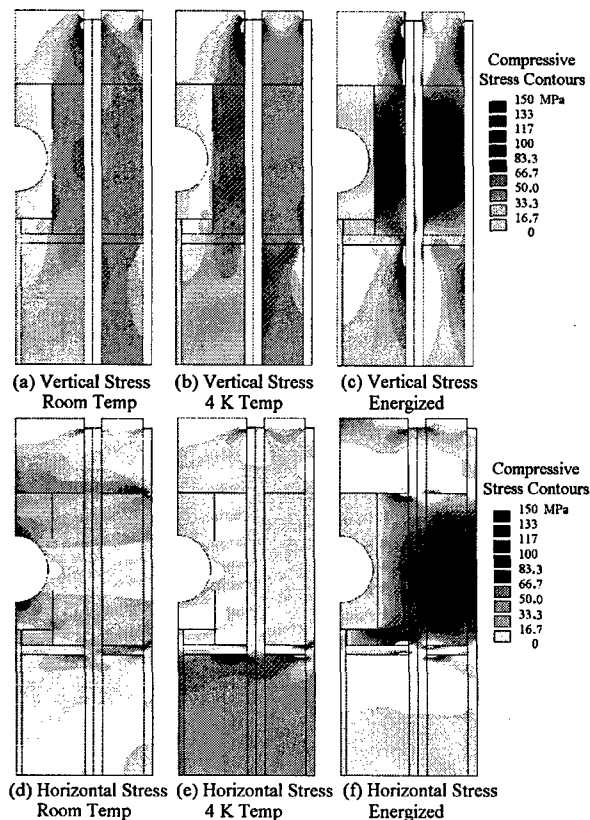 Compressive
Stress Contours
150 MPa
133
117
100
83.3
66.7
50.0
33.3
16.7
0
(a) Vertical Stress
Room Temp
(b) Vertical Stress
4 K Temp
(c) Vertical Stress
Energized
Compressive
Stress Contours
150 MPa
133
117
100
83.3
66.7
50.0
33.3
16.7
0
(d) Horizontal Stress
Room Temp
(e) Horizontal Stress
4 K Temp
(f) Horizontal Stress
Energized